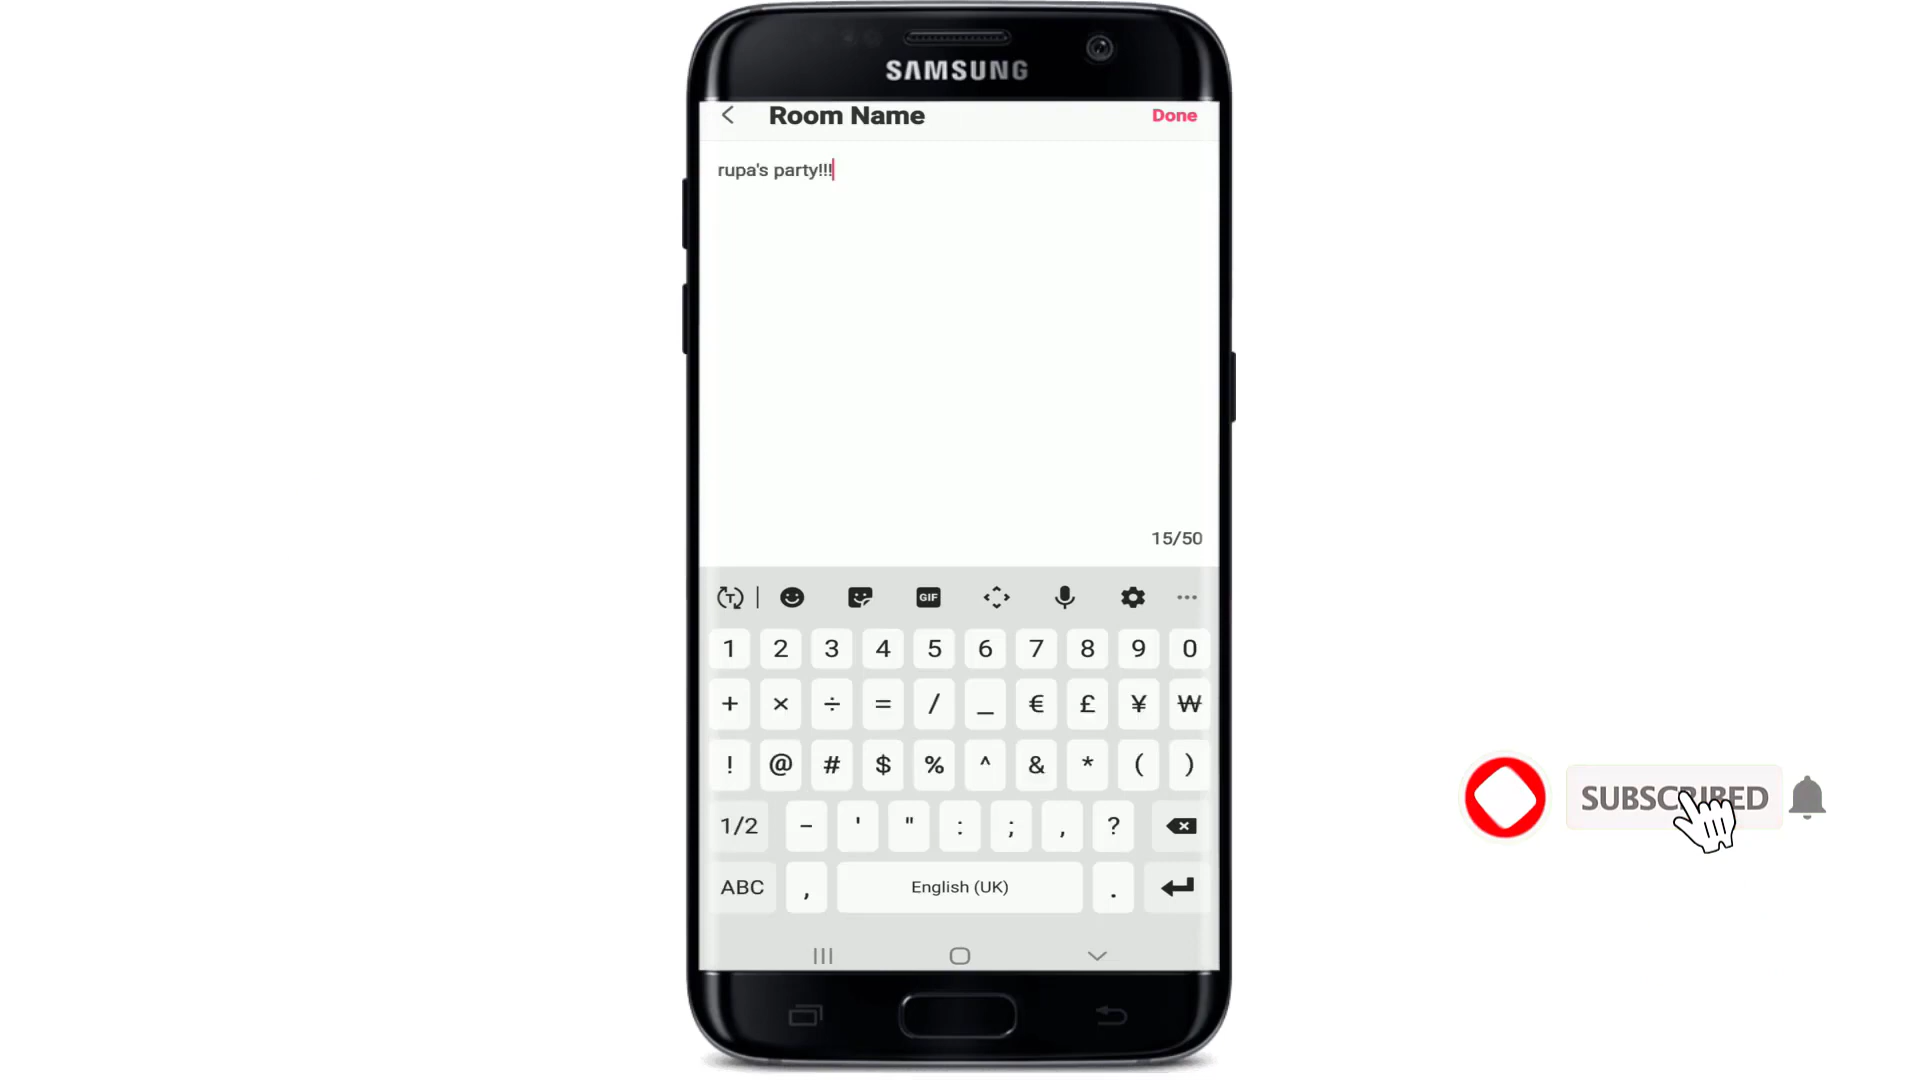 SAMSUNG
Room Name
Done
rupa's party!!!
15/50
T
GIF
1 2 3 4 5 6 7 8 9 0
+ × ÷ = / _ € £ ¥ ₩
! @ # $ % ^ & * ( )
1/2 - ' " : ; , ?
ABC , English (UK) .
SUBSCRIBED